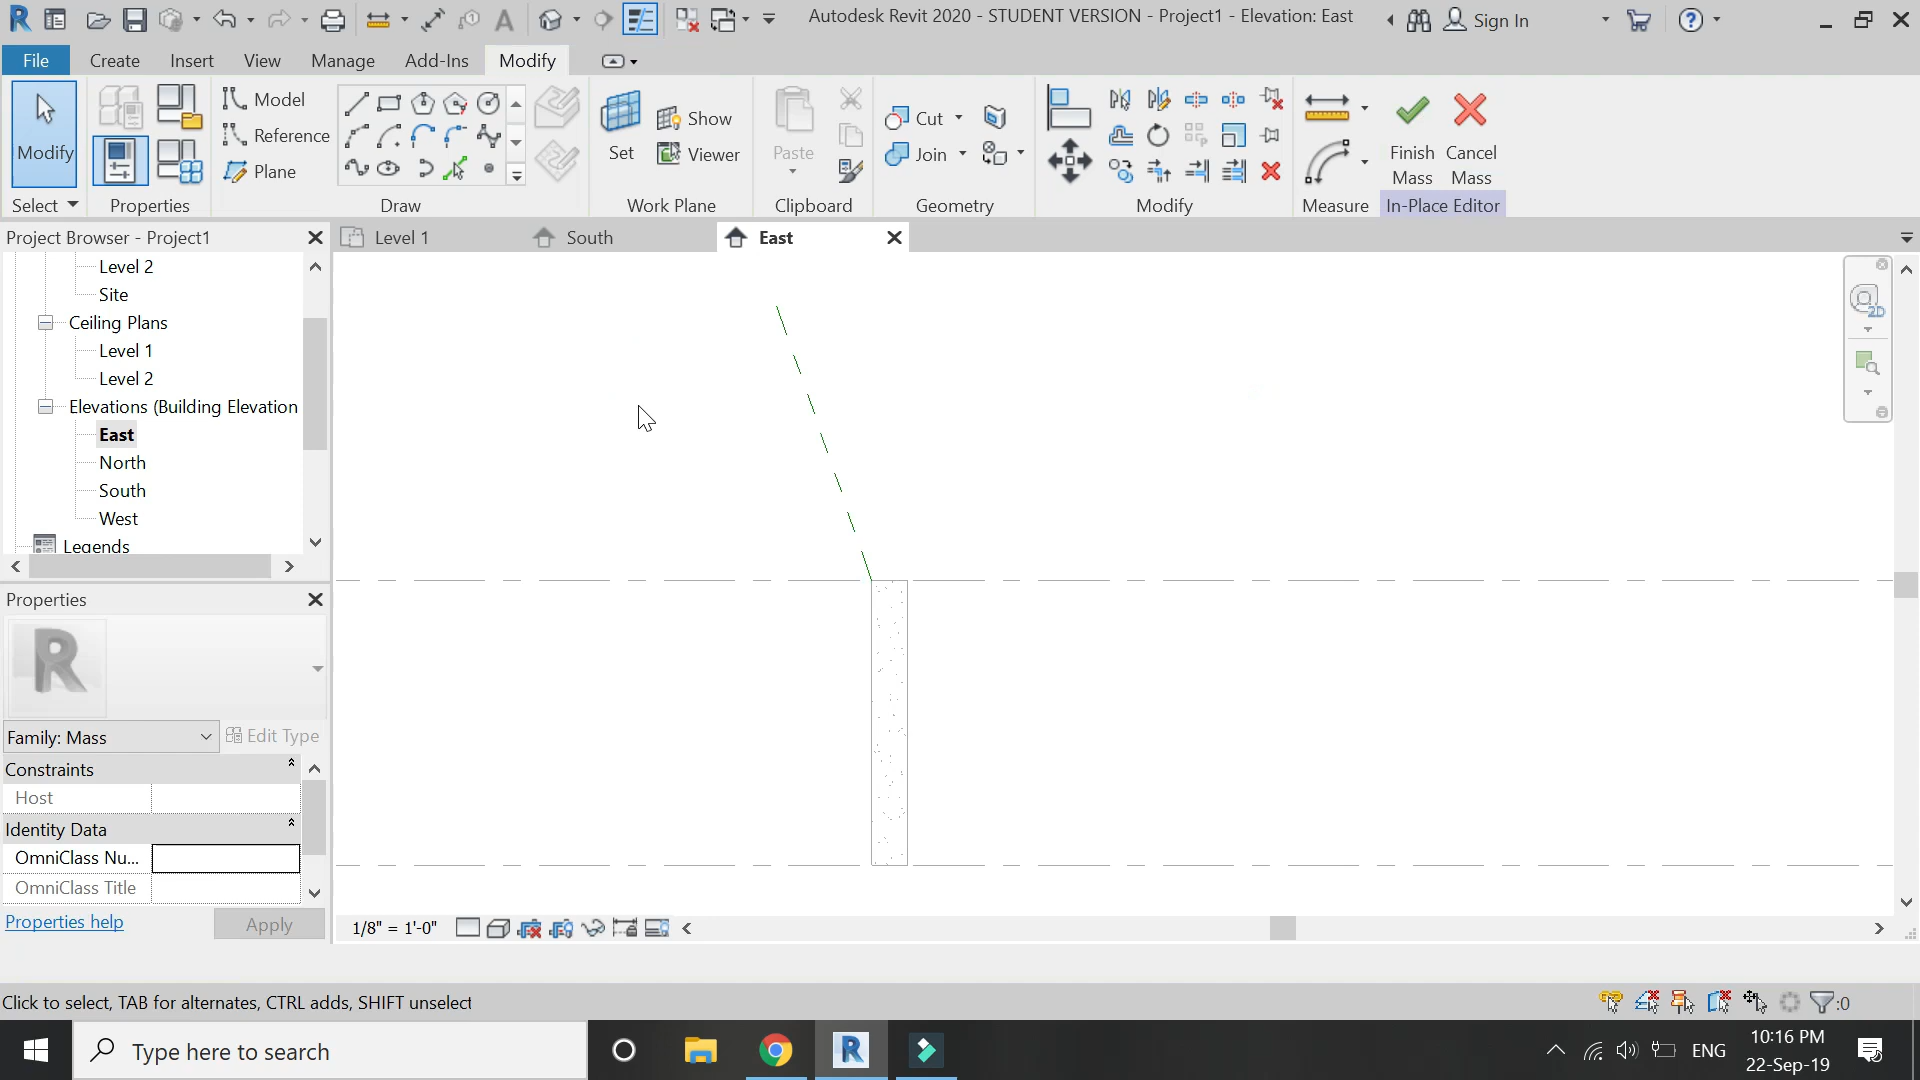 Autodesk Revit 2020 - STUDENT VERSION - Project1 - Elevation: East
Sign In
File
Create
Insert
View
Manage
Add-Ins
Modify
Modify
Model
Reference
Plane
Set
Show
Viewer
Paste
Cut
Join
Finish Mass
Cancel Mass
Select
Properties
Draw
Work Plane
Clipboard
Geometry
Modify
Measure
In-Place Editor
Project Browser - Project1
Level 1
South
East
Level 2
Site
Ceiling Plans
Level 1
Level 2
Elevations (Building Elevation
East
North
South
West
Legends
2D
Properties
R
Family: Mass
Edit Type
Constraints
Host
Identity Data
OmniClass Nu...
OmniClass Title
Properties help
Apply
1/8" = 1'-0"
Click to select, TAB for alternates, CTRL adds, SHIFT unselect
:0
Type here to search
ENG
10:16 PM
22-Sep-19